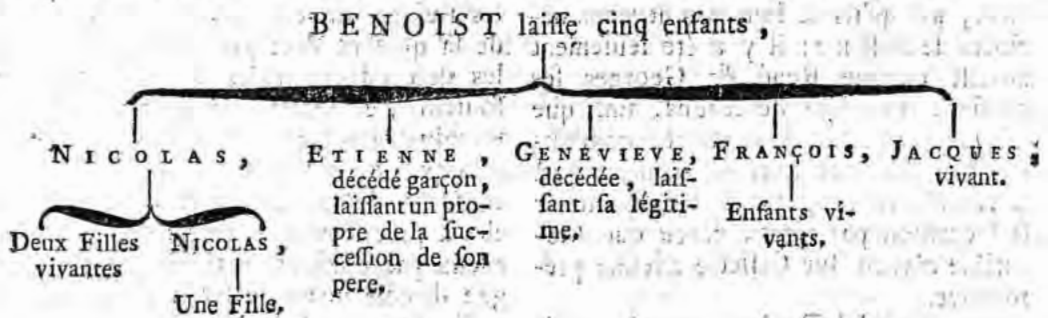 BENOIST laiſſe cinq enfants,
NICOLAS,
Deux Filles
vivantes
NICOLAS,
Une Fille,
ETIENNE,
décédé garçon,
laiſſant un pro-
pre de la ſuc-
ceſſion de ſon
pere,
GENEVIEVE,
décédée, laiſ-
ſant ſa légiti-
me,
FRANÇOIS,
Enfants vi-
vants,
JACQUES;
vivant.